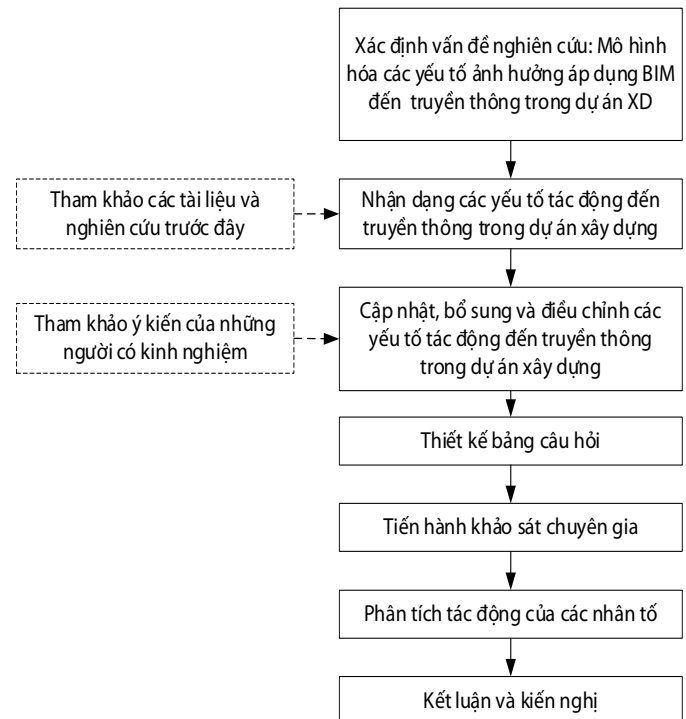 Xác định vấn đề nghiên cứu: Mô hình
hóa các yếu tố ảnh hưởng áp dụng BIM
đến truyền thông trong dự án XD
Tham khảo các tài liệu và
nghiên cứu trước đây
Nhận dạng các yếu tố tác động đến
truyền thông trong dự án xây dựng
Tham khảo ý kiến của những
người có kinh nghiệm
Cập nhật, bổ sung và điều chỉnh các
yếu tố tác động đến truyền thông
trong dự án xây dựng
Thiết kế bảng câu hỏi
Tiến hành khảo sát chuyên gia
Phân tích tác động của các nhân tố
Kết luận và kiến nghị